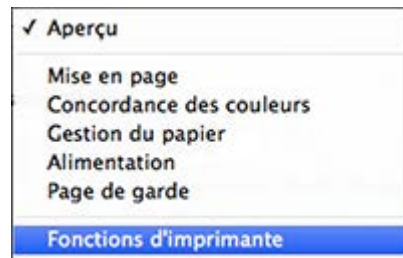 ✓ Aperçu
Mise en page
Concordance des couleurs
Gestion du papier
Alimentation
Page de garde
Fonctions d'imprimante